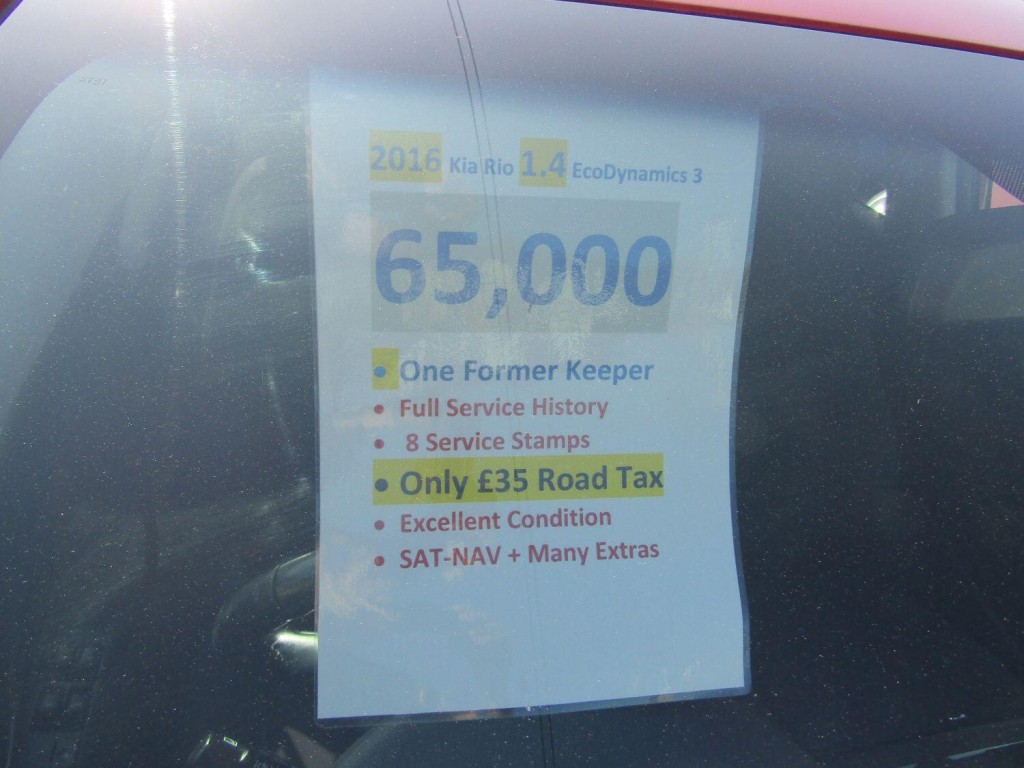 2016 Kia Rio 1.4 EcoDynamics 3
65,000
• One Former Keeper
• Full Service History
• 8 Service Stamps
• Only £35 Road Tax
• Excellent Condition
• SAT-NAV + Many Extras